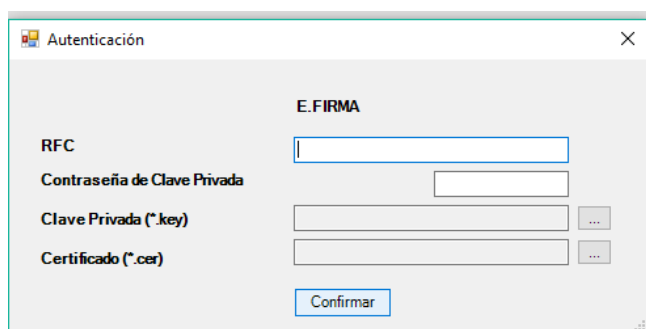 Autenticación
E.FIRMA
RFC
Contraseña de Clave Privada
Clave Privada (*.key)
...
Certificado (*.cer)
...
Confirmar